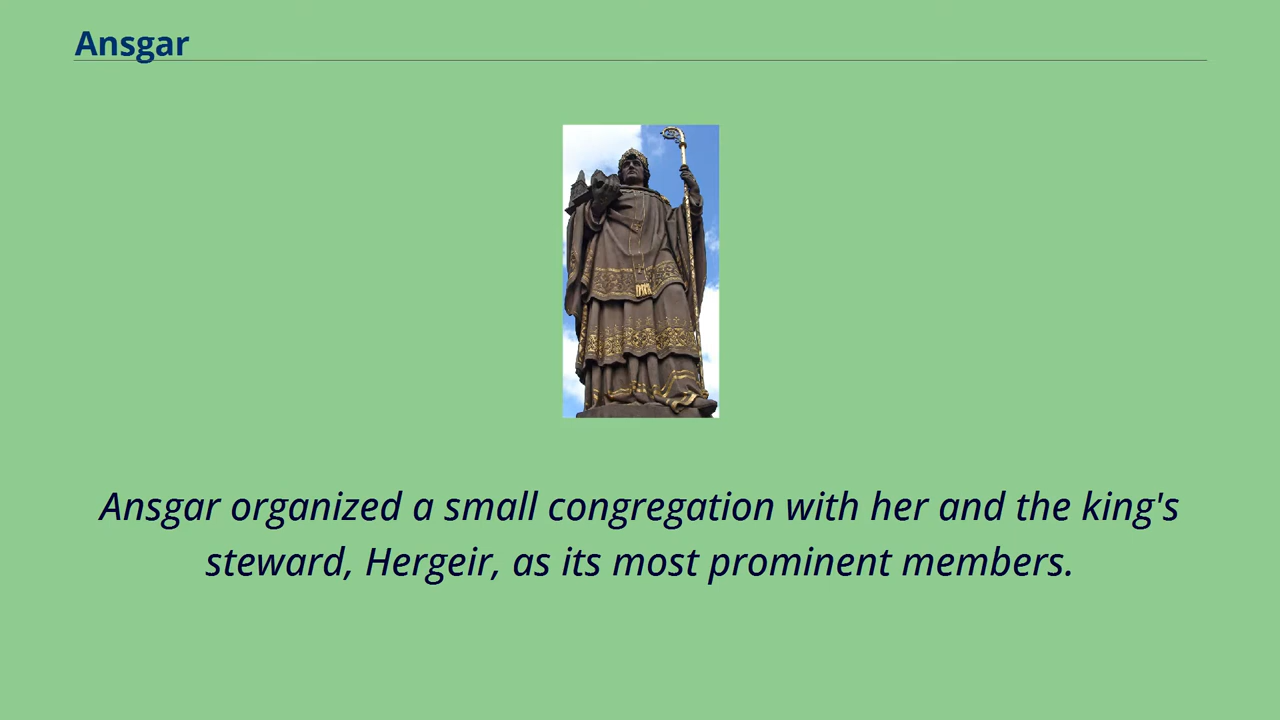 Ansgar
Ansgar organized a small congregation with her and the king's
steward, Hergeir, as its most prominent members.